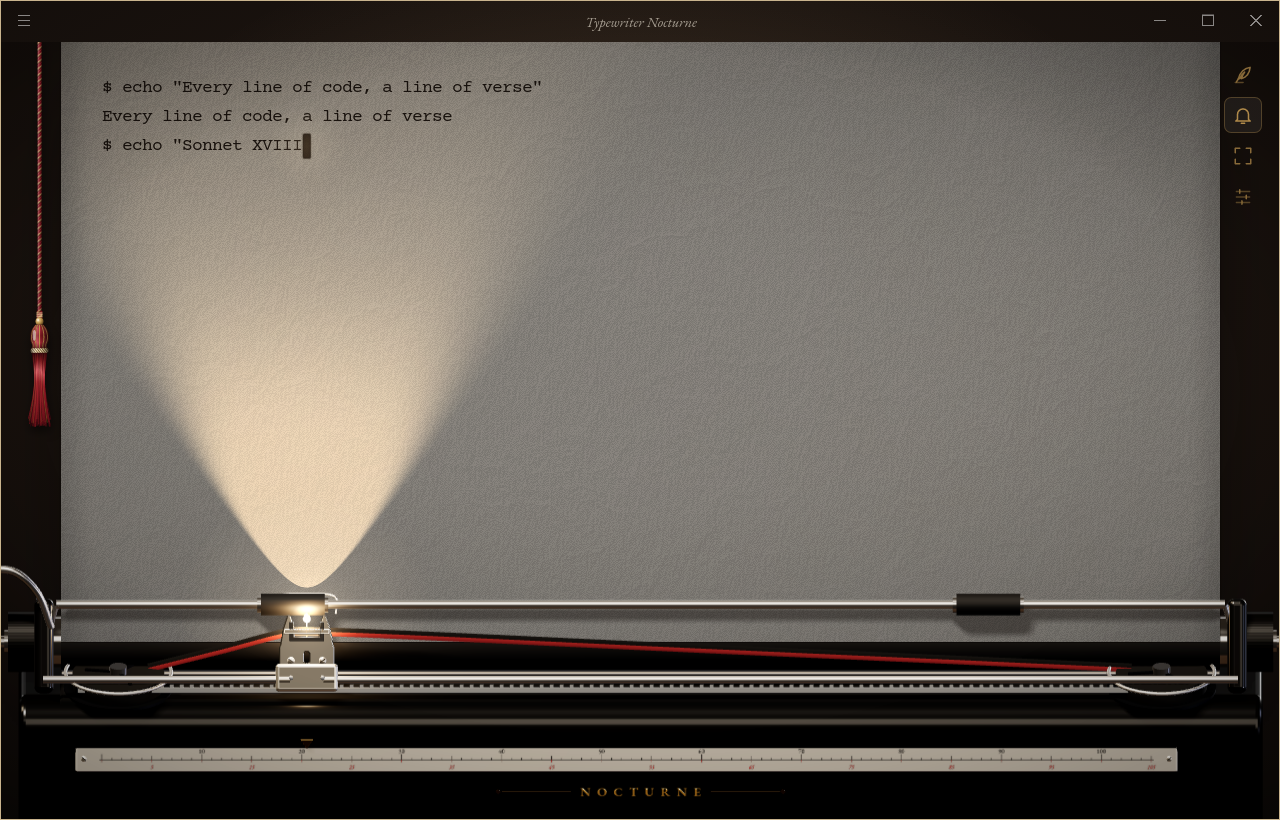 Typewriter Nocturne
$ echo "Every line of code, a line of verse"
Every line of code, a line of verse
$ echo "Sonnet XVIII
NOCTURNE